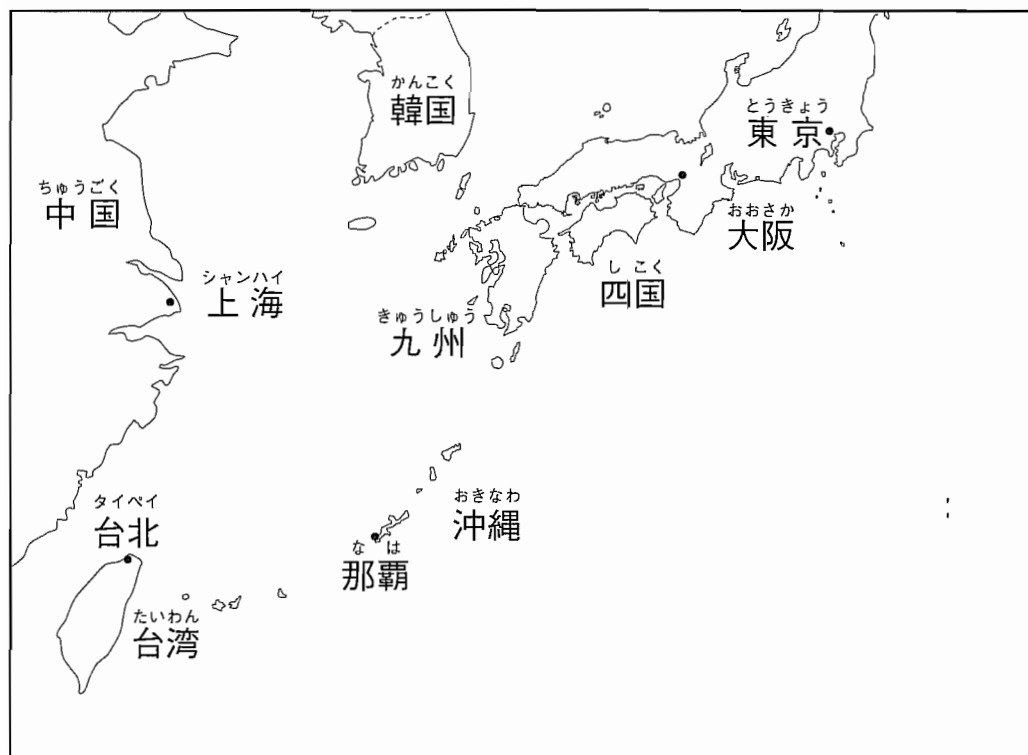 かんこく
韓国
とうきょう
東京
ちゅうごく
中国
おおさか
大阪
シャンハイ
上海
しこく
四国
きゅうしゅう
九州
タイペイ
台北
おきなわ
沖縄
なは
那覇
たいわん
台湾